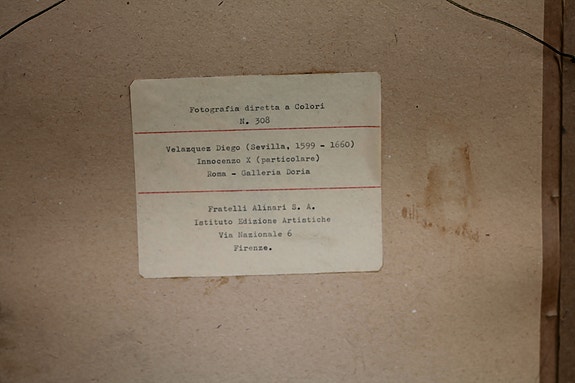 Fotografia diretta a Colori
N. 308
Velazquez Diego (Sevilla, 1599 - 1660)
Innocenzo X (particolare)
Roma - Galleria Doria
Fratelli Alinari S. A.
Istituto Edizione Artistiche
Via Nazionale 6
Firenze.